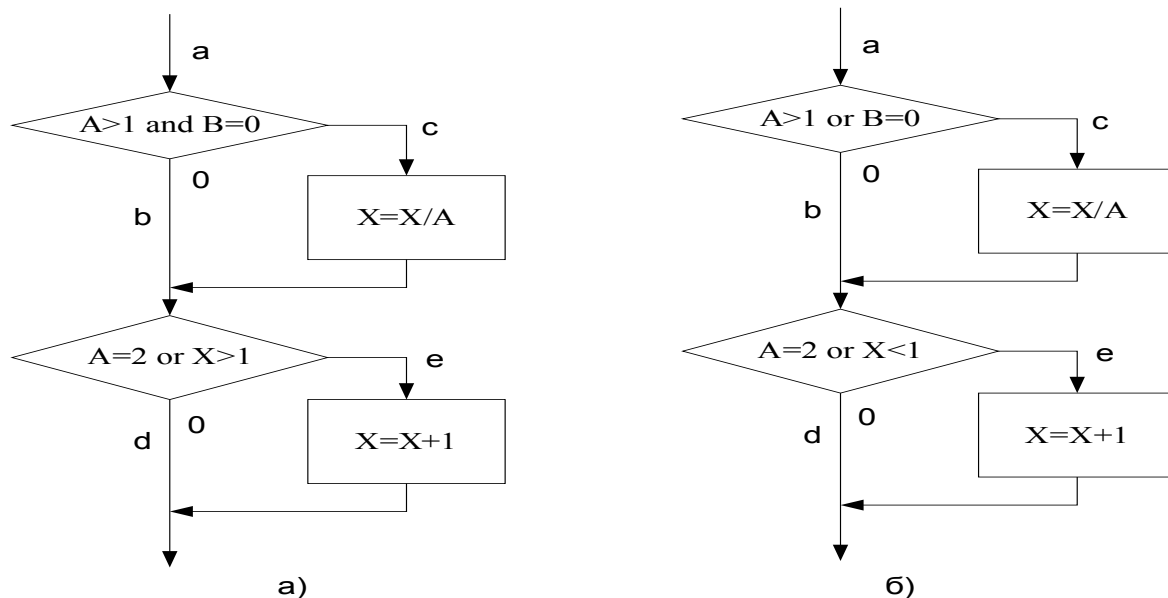 a
A>1 and B=0
c
0
b
X=X/A
A=2 or X>1
e
0
d
X=X+1
а)
a
A>1 or B=0
c
0
b
X=X/A
A=2 or X<1
e
0
d
X=X+1
б)